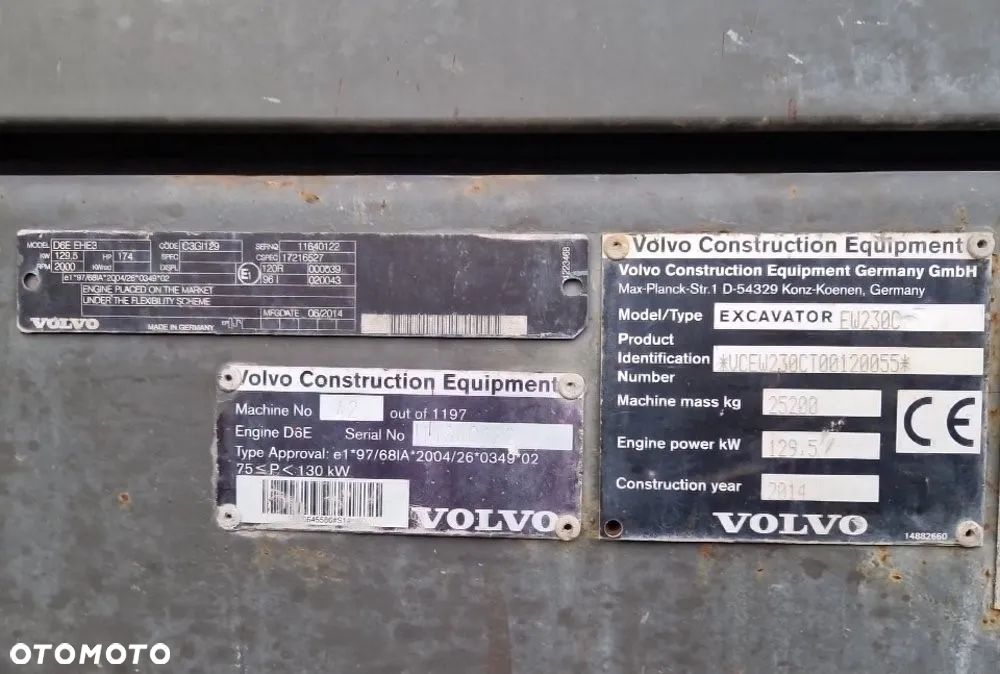 MODEL D6E EHE3 CODE C3GI129 SERNO 11640122
KW 129,5 HP 174 SPEC CSPEC 17216527
RPM 2000 KW(80) DISPL 120R 000639
e1*97/68IA*2004/26*0349*02 E1 96 I 020043
ENGINE PLACED ON THE MARKET
UNDER THE FLEXIBILITY SCHEME
MFGDATE 06/2014
VOLVO MADE IN GERMANY
Volvo Construction Equipment
Machine No 42 out of 1197
Engine D6E Serial No
Type Approval: e1*97/68IA*2004/26*0349*02
75≤P<130 kW
VOLVO
Volvo Construction Equipment
Volvo Construction Equipment Germany GmbH
Max-Planck-Str.1 D-54329 Konz-Koenen, Germany
Model/Type EXCAVATOR EW230C
Product
Identification *VCEW230CT00120055*
Number
Machine mass kg 25200
Engine power kW 129.5
CE
Construction year 2014
VOLVO
14882660
OTOMOTO